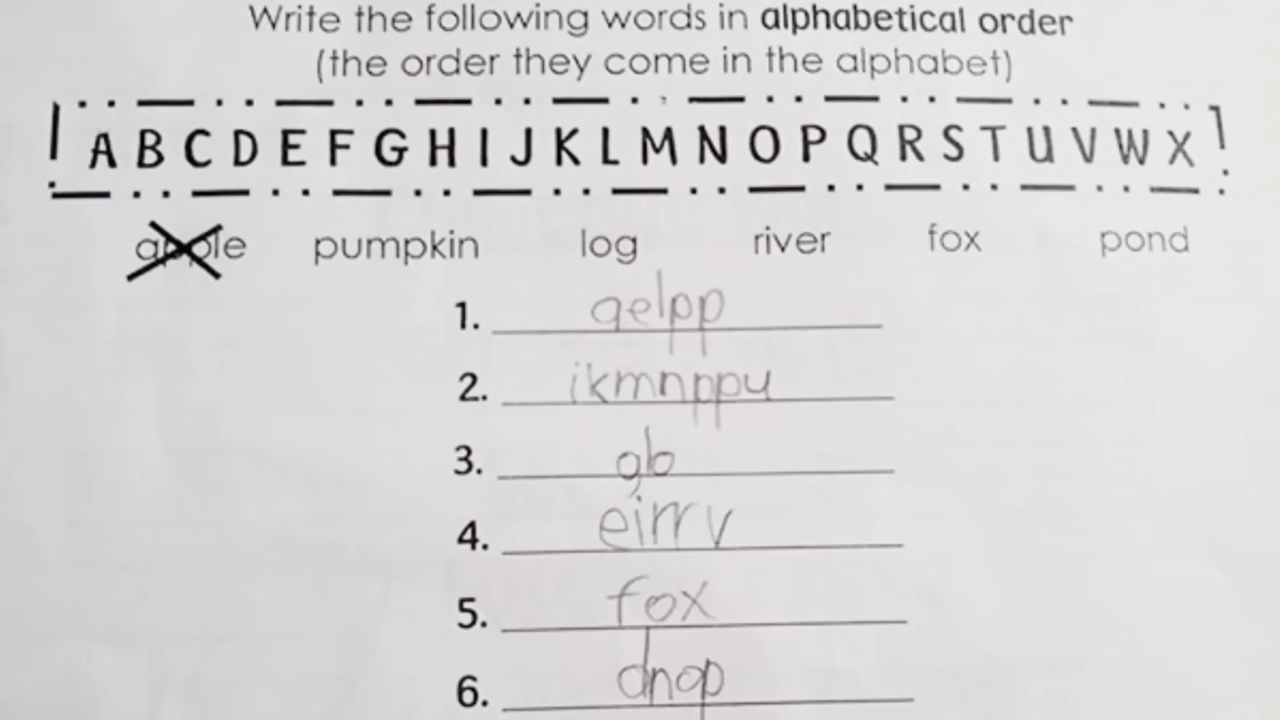 Write the following words in alphabetical order
(the order they come in the alphabet)
A B C D E F G H I J K L M N O P Q R S T U V W X
apple pumpkin log river fox pond
1. aelpp
2. ikmnppu
3. glo
4. eirrv
5. fox
6. dnop